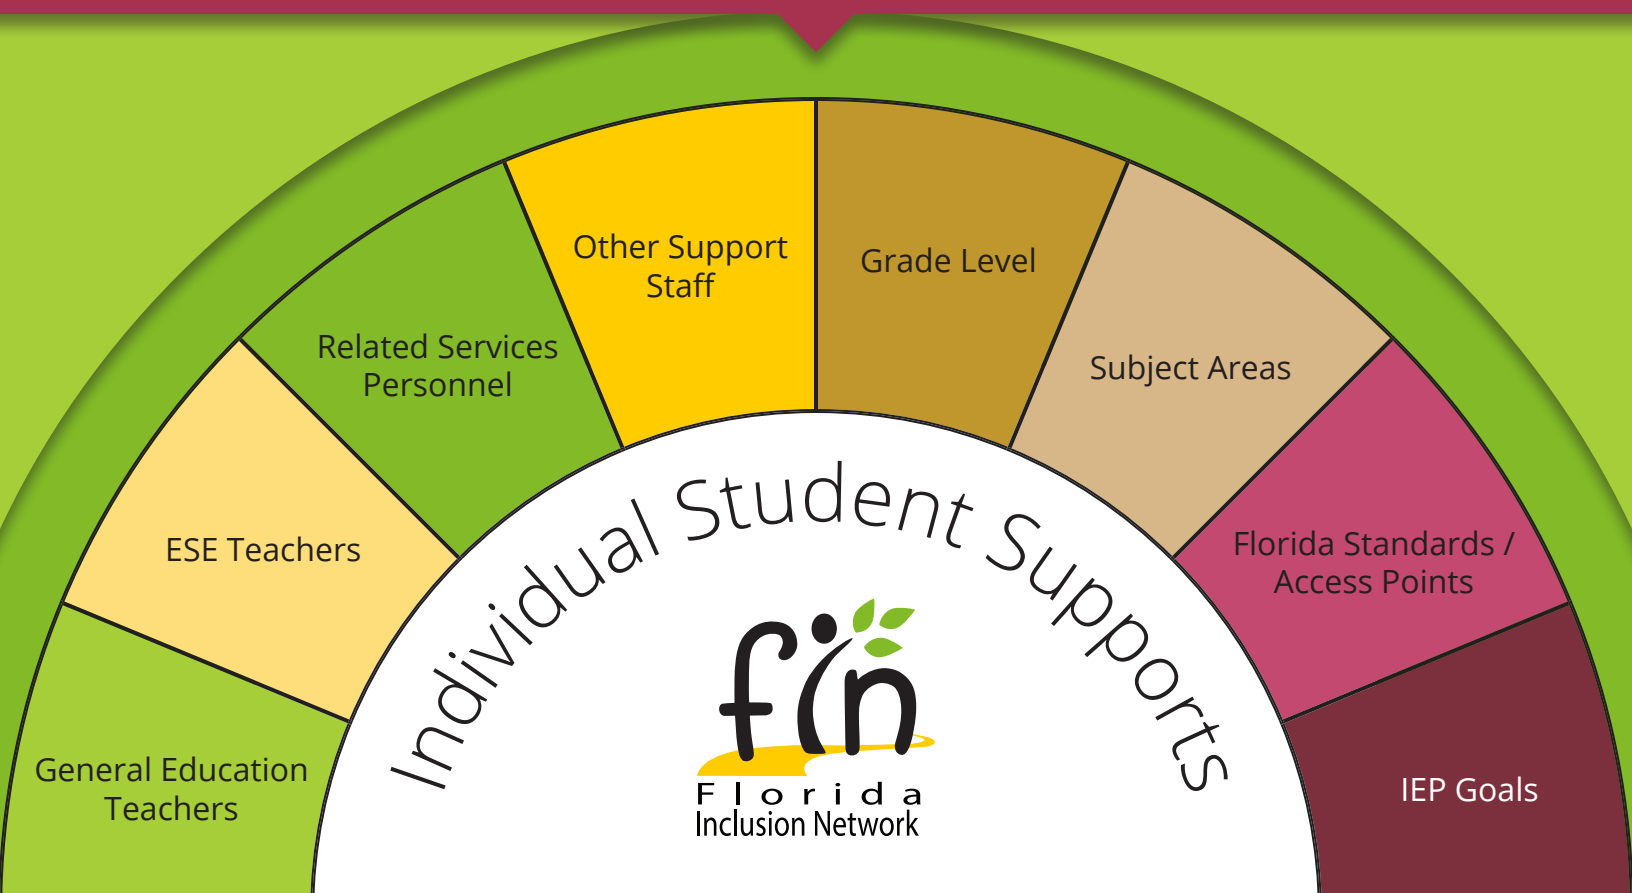 General Education
Teachers
ESE Teachers
Related Services
Personnel
Other Support
Staff
Grade Level
Subject Areas
Florida Standards /
Access Points
IEP Goals
Individual Student Supports
fin
Florida
Inclusion Network